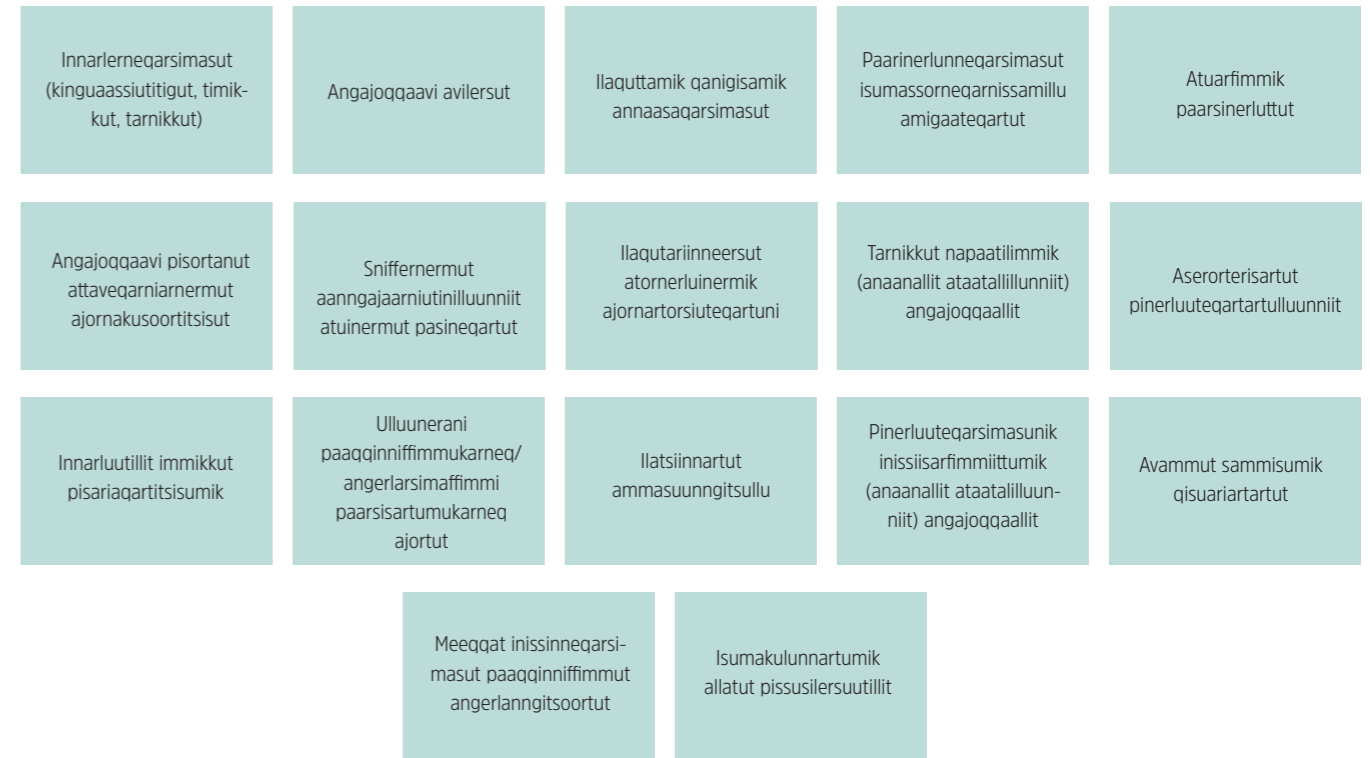 Innarlerneqarsimasut
(kinguaassiutitigut, timik-
kut, tarnikkut)
Angajoqqaavi avilersut
Ilaquttamik qanigisamik
annaasaqarsimasut
Paarinerlunneqarsimasut
isumassorneqarnissamillu
amigaateqartut
Atuarfimmik
paarsinerluttut
Angajoqqaavi pisortanut
attaveqarniarnermut
ajornakusoortitsisut
Sniffernermut
aanngajaarniutinilluunniit
atuinermut pasineqartut
Ilaqutariinneersut
atornerluinermik
ajornartorsiuteqartuni
Tarnikkut napaatilimmik
(anaanallit ataatallillunniit)
angajoqqaallit
Aserorterisartut
pinerluuteqartartulluunniit
Innarluutillit immikkut
pisariaqartitsisumik
Ulluunerani
paaqqinniffimmukarneq/
angerlarsimaffimmi
paarsisartumukarneq
ajortut
Ilatsiinnartut
ammasuunngitsullu
Pinerluuteqarsimasunik
inissiisarfimmiittumik
(anaanallit ataatalilluun-
niit) angajoqqaallit
Avammut sammisumik
qisuariartartut
Meeqqat inissinneqarsi-
masut paaqqinniffimmut
angerlanngitsoortut
Isumakulunnartumik
allatut pissusilersuutillit